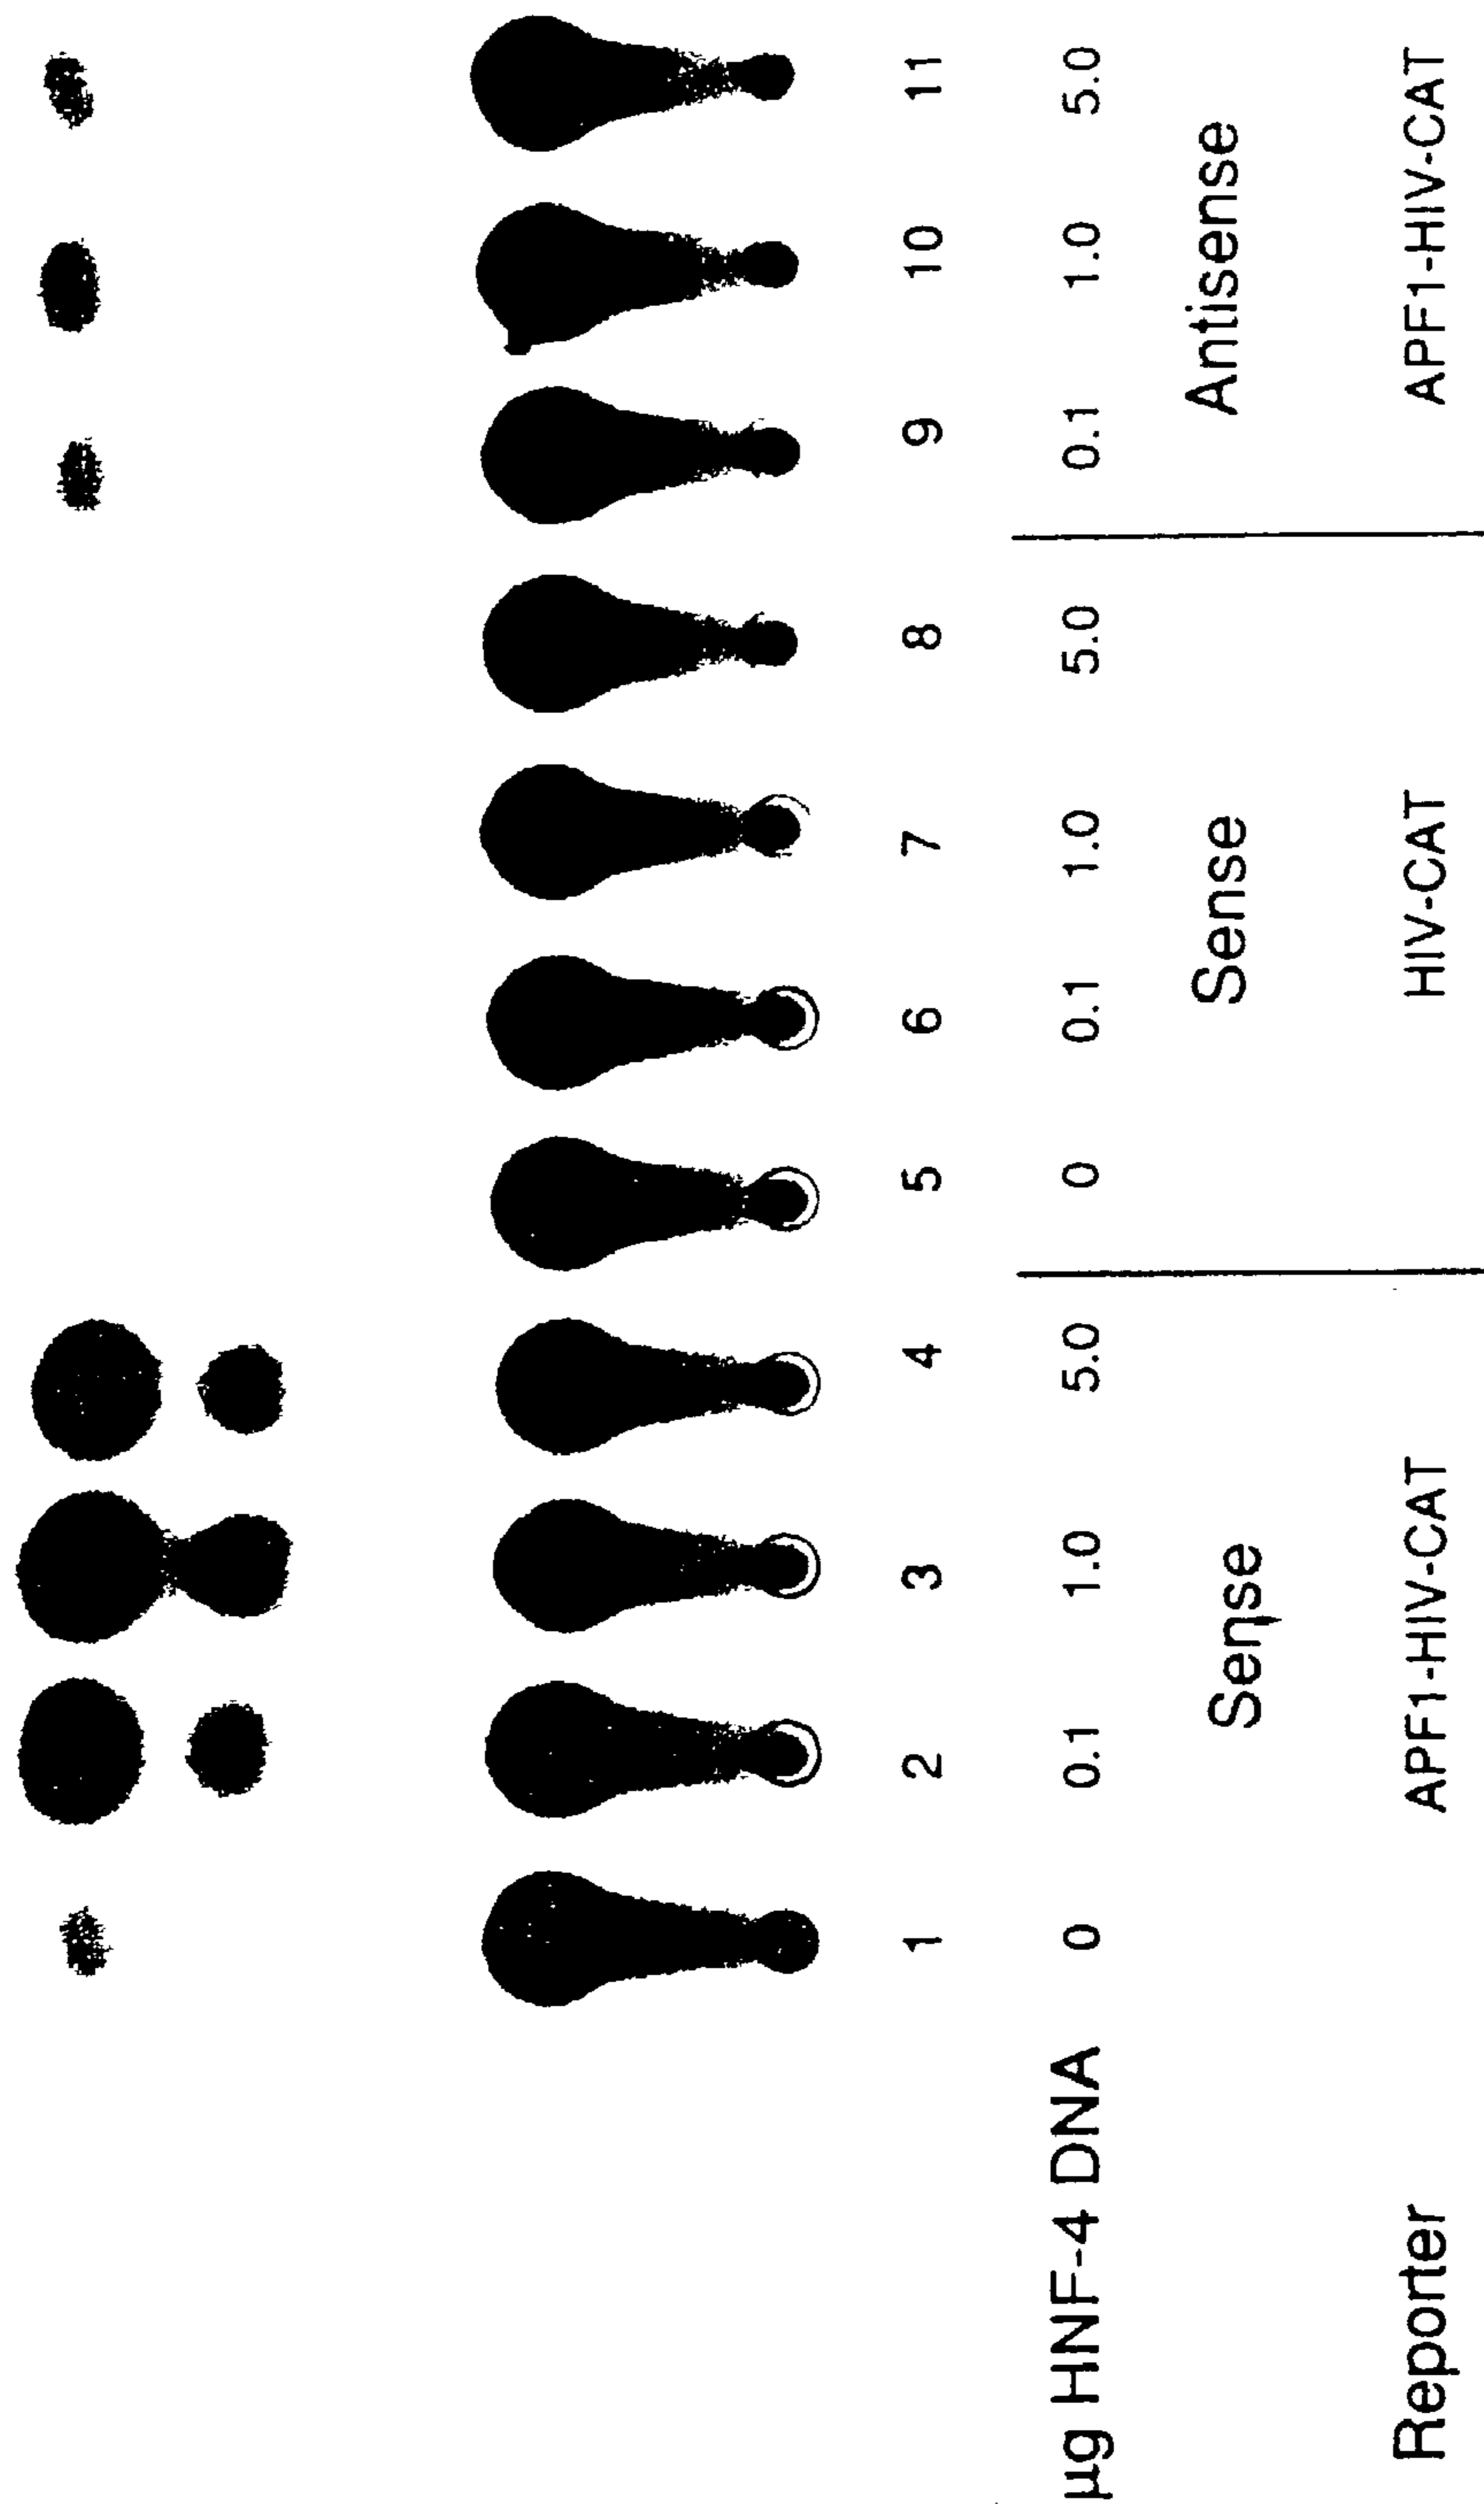 1 2 3 4 5 6 7 8 9 10 11
µg HNF-4 DNA 0 0.1 1.0 5.0 0 0.1 1.0 5.0 0.1 1.0 5.0
Sense Sense Antisense
Reporter APF1-HIV-CAT HIV-CAT APF1-HIV-CAT